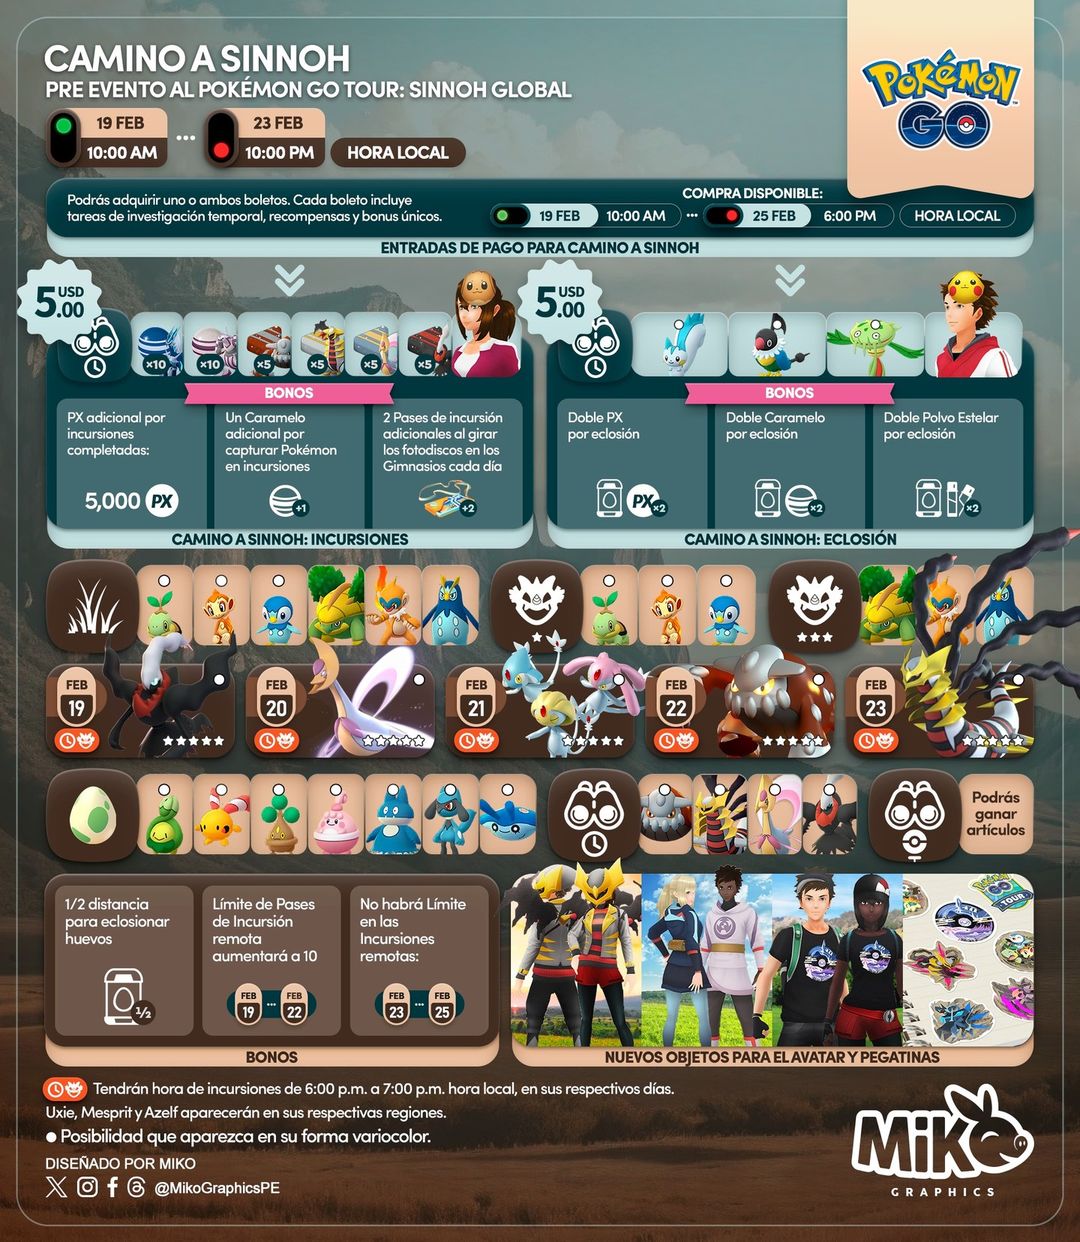 CAMINO A SINNOH
PRE EVENTO AL POKÉMON GO TOUR: SINNOH GLOBAL
POKÉMON
GO
19 FEB
10:00 AM
...
23 FEB
10:00 PM
HORA LOCAL
Podrás adquirir uno o ambos boletos. Cada boleto incluye
tareas de investigación temporal, recompensas y bonus únicos.
COMPRA DISPONIBLE:
19 FEB 10:00 AM ... 25 FEB 6:00 PM HORA LOCAL
ENTRADAS DE PAGO PARA CAMINO A SINNOH
5 USD .00
×10 ×10 ×5 ×5 ×5 ×5
BONOS
PX adicional por
incursiones
completadas:
5,000 PX
Un Caramelo
adicional por
capturar Pokémon
en incursiones
+1
2 Pases de incursión
adicionales al girar
los fotodiscos en los
Gimnasios cada día
+2
CAMINO A SINNOH: INCURSIONES
5 USD .00
BONOS
Doble PX
por eclosión
PX ×2
Doble Caramelo
por eclosión
×2
Doble Polvo Estelar
por eclosión
×2
CAMINO A SINNOH: ECLOSIÓN
FEB
19
FEB
20
FEB
21
FEB
22
FEB
23
Podrás
ganar
artículos
1/2 distancia
para eclosionar
huevos
1/2
Límite de Pases
de Incursión
remota
aumentará a 10
FEB
19
...
FEB
22
No habrá Límite
en las
Incursiones
remotas:
FEB
23
...
FEB
25
BONOS
POKÉMON
GO
TOUR
NUEVOS OBJETOS PARA EL AVATAR Y PEGATINAS
Tendrán hora de incursiones de 6:00 p.m. a 7:00 p.m. hora local, en sus respectivos días.
Uxie, Mesprit y Azelf aparecerán en sus respectivas regiones.
Posibilidad que aparezca en su forma variocolor.
DISEÑADO POR MIKO
@MikoGraphicsPE
MiKO
GRAPHICS